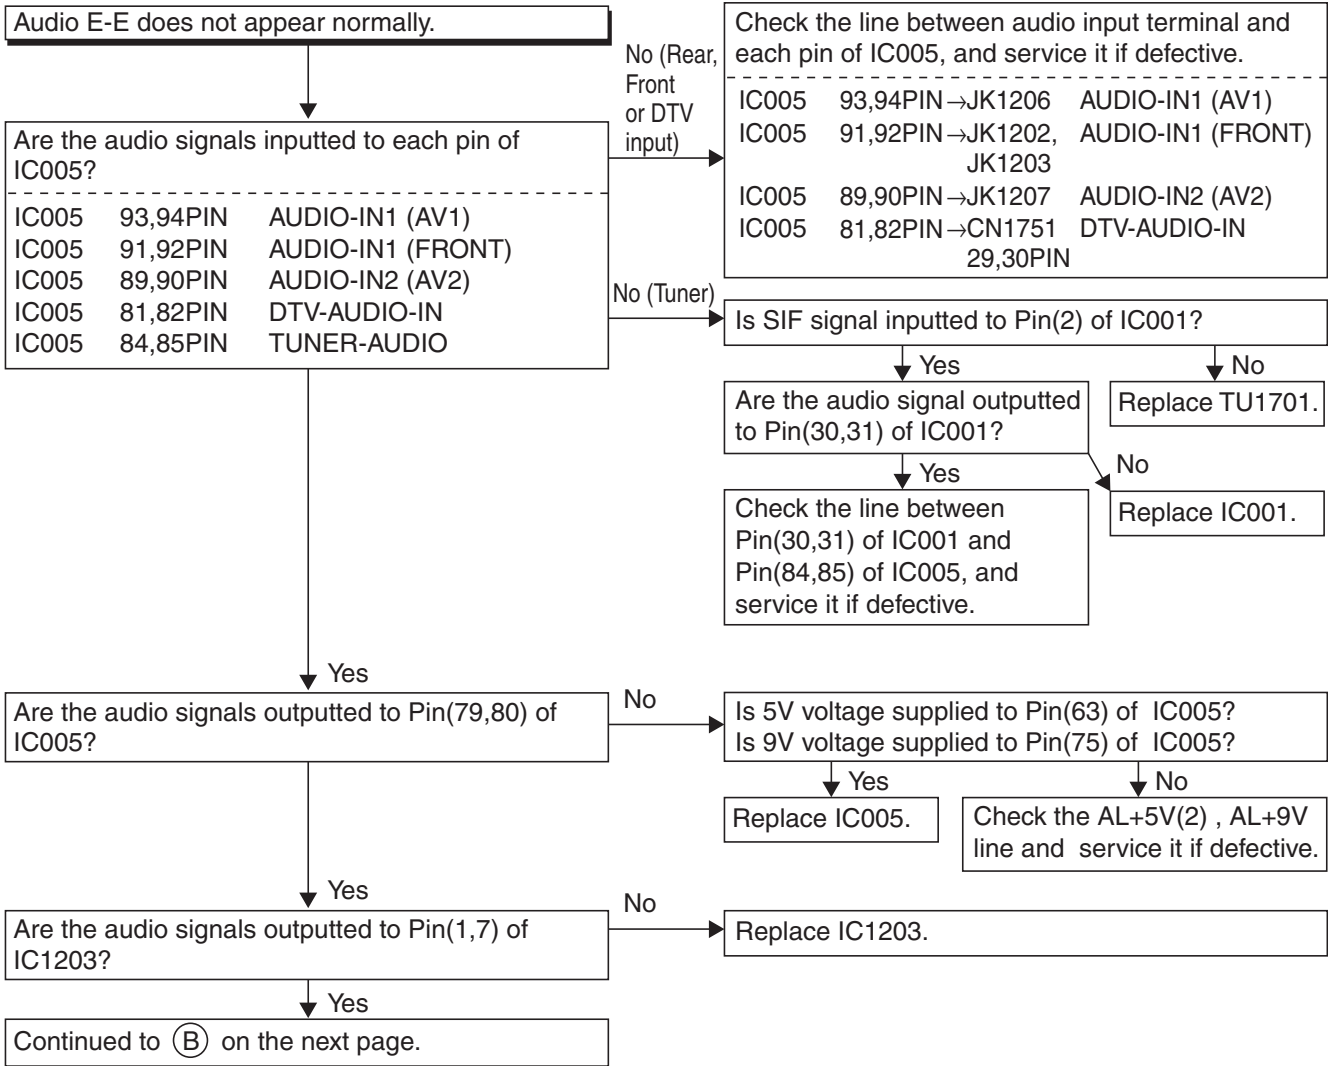 Audio E-E does not appear normally.
Are the audio signals inputted to each pin of
IC005?
IC005 93,94PIN AUDIO-IN1 (AV1)
IC005 91,92PIN AUDIO-IN1 (FRONT)
IC005 89,90PIN AUDIO-IN2 (AV2)
IC005 81,82PIN DTV-AUDIO-IN
IC005 84,85PIN TUNER-AUDIO
No (Rear,
Front
or DTV
input)
Check the line between audio input terminal and
each pin of IC005, and service it if defective.
IC005 93,94PIN→JK1206 AUDIO-IN1 (AV1)
IC005 91,92PIN→JK1202, AUDIO-IN1 (FRONT)
JK1203
IC005 89,90PIN→JK1207 AUDIO-IN2 (AV2)
IC005 81,82PIN→CN1751 DTV-AUDIO-IN
29,30PIN
No (Tuner)
Is SIF signal inputted to Pin(2) of IC001?
Yes
No
Are the audio signal outputted
to Pin(30,31) of IC001?
Replace TU1701.
Yes
No
Check the line between
Pin(30,31) of IC001 and
Pin(84,85) of IC005, and
service it if defective.
Replace IC001.
Yes
Are the audio signals outputted to Pin(79,80) of
IC005?
No
Is 5V voltage supplied to Pin(63) of IC005?
Is 9V voltage supplied to Pin(75) of IC005?
Yes
No
Replace IC005.
Check the AL+5V(2) , AL+9V
line and service it if defective.
Yes
Are the audio signals outputted to Pin(1,7) of
IC1203?
No
Replace IC1203.
Yes
Continued to B on the next page.